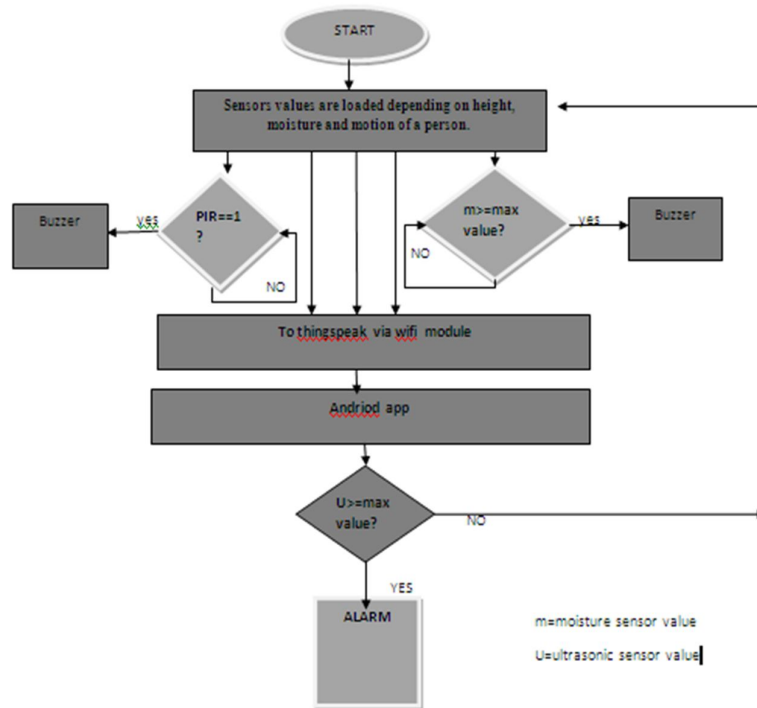 START
Sensors values are loaded depending on height,
moisture and motion of a person.
Buzzer
yes
PIR==1
?
NO
m>=max
value?
NO
yes
Buzzer
To thingspeak via wifi module
Andriod app
U>=max
value?
NO
YES
ALARM
m=moisture sensor value
U=ultrasonic sensor value